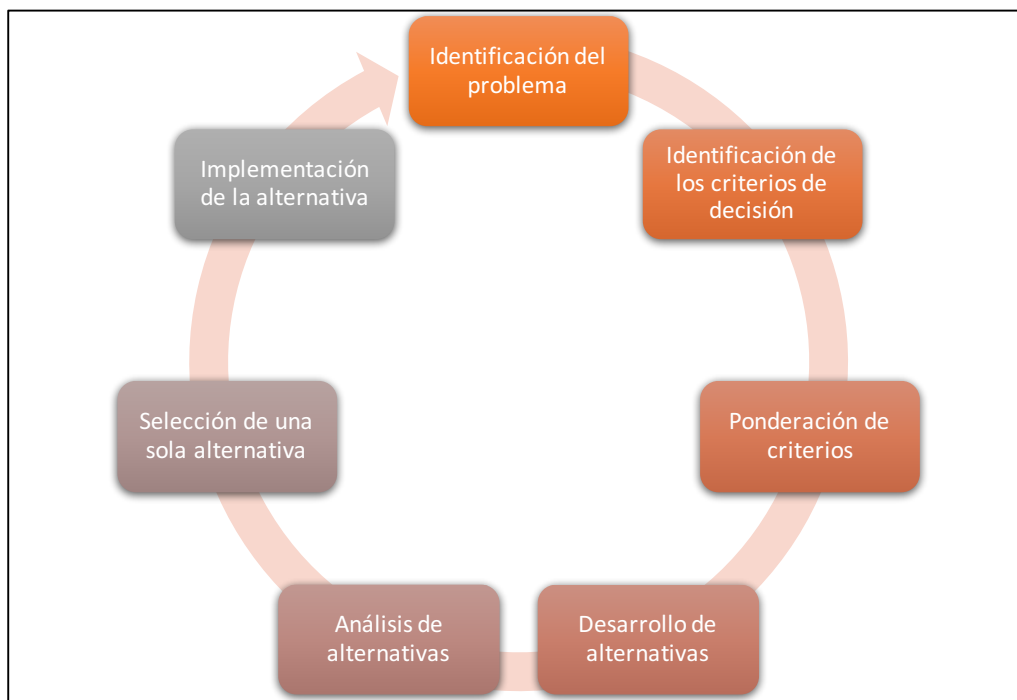 Identificación del
problema
Identificación de
los criterios de
decisión
Ponderación de
criterios
Desarrollo de
alternativas
Análisis de
alternativas
Selección de una
sola alternativa
Implementación
de la alternativa